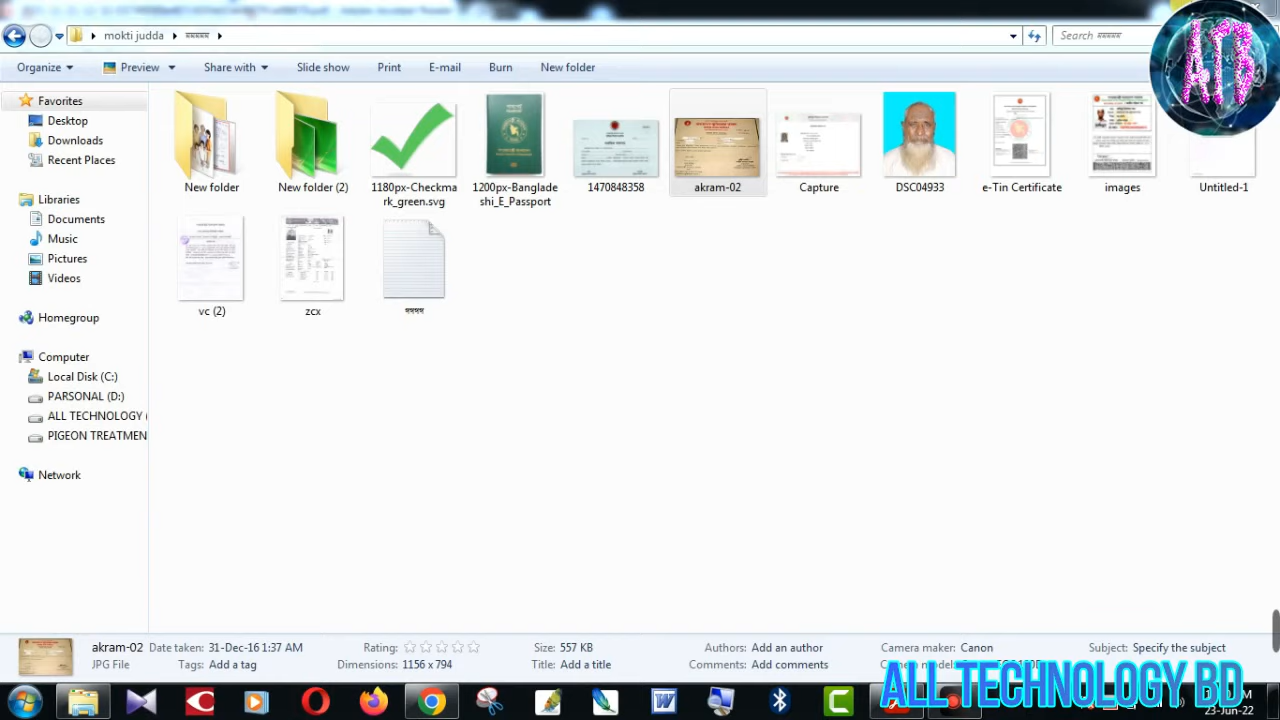 mokti judda
Search
Organize
Preview
Share with
Slide show
Print
E-mail
Burn
New folder
Favorites
Desktop
Downloads
Recent Places
Libraries
Documents
Music
Pictures
Videos
Homegroup
Computer
Local Disk (C:)
PARSONAL (D:)
ALL TECHNOLOGY (
PIGEON TREATMEN
Network
New folder
New folder (2)
1180px-Checkma
rk_green.svg
1200px-Banglade
shi_E_Passport
1470848358
akram-02
Capture
DSC04933
e-Tin Certificate
images
Untitled-1
vc (2)
zcx
akram-02
JPG File
Date taken: 31-Dec-16 1:37 AM
Tags: Add a tag
Rating:
Dimensions: 1156 x 794
Size: 557 KB
Title: Add a title
Authors: Add an author
Comments: Add comments
Camera maker: Canon
Subject: Specify the subject
ALL TECHNOLOGY BD
23-Jun-22